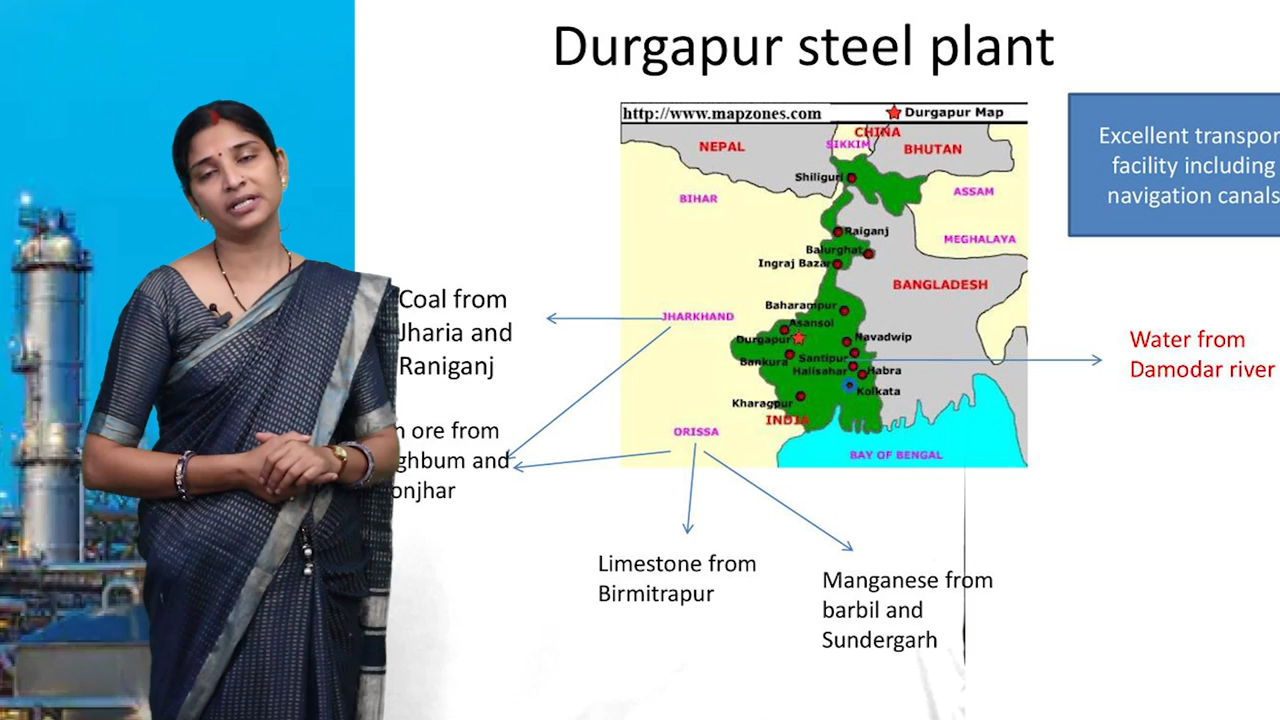 Durgapur steel plant
http://www.mapzones.com
Durgapur Map
CHINA
NEPAL
SIKKIM
BHUTAN
Shiliguri
ASSAM
BIHAR
Raiganj
MEGHALAYA
Balurghat
Ingraj Bazar
BANGLADESH
Baharampur
JHARKHAND
Asansol
Durgapur
Navadwip
Bankura
Santipur
Halisahar
Habra
Kolkata
Kharagpur
INDIA
ORISSA
BAY OF BENGAL
Excellent transpor
facility including
navigation canals
Coal from
Jharia and
Raniganj
Water from
Damodar river
n ore from
ghbum and
onjhar
Limestone from
Birmitrapur
Manganese from
barbil and
Sundergarh